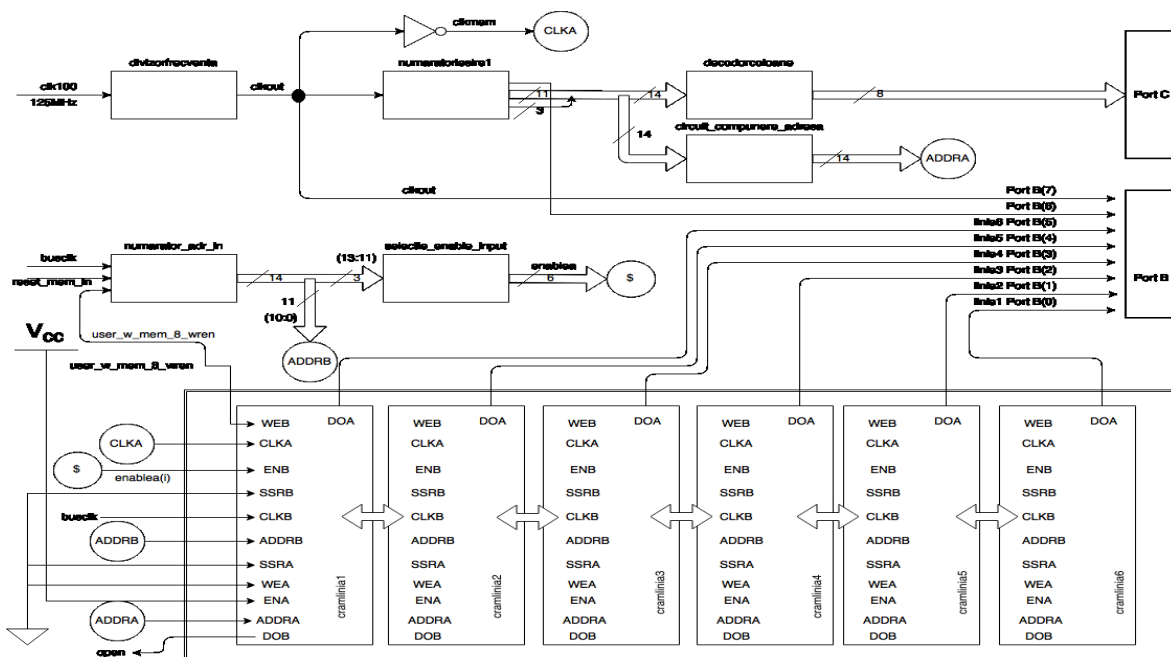 clkmem
CLKA
divizorfrecventa
numaratoriesire1
decodorcoloane
clk100
125MHz
clkout
11
3
14
8
Port C
14
circuit_compunere_adresa
14
ADDRA
clkout
Port B(7)
Port B(6)
linia6 Port B(5)
linia5 Port B(4)
linia4 Port B(3)
linia3 Port B(2)
linia2 Port B(1)
linia1 Port B(0)
Port B
numarator_adr_in
(13:11)
selectie_enable_input
busclk
reset_mem_in
14
3
enablea
6
$
11
(10:0)
VCC
user_w_mem_8_wren
ADDRB
user_w_mem_8_wren
WEB DOA WEB DOA WEB DOA WEB DOA WEB DOA WEB DOA
CLKA CLKA CLKA CLKA CLKA CLKA CLKA
$ ENB ENB ENB ENB ENB ENB
enablea(i)
SSRB SSRB SSRB SSRB SSRB SSRB
busclk CLKB CLKB CLKB CLKB CLKB CLKB
ADDRB ADDRB ADDRB ADDRB ADDRB ADDRB ADDRB
SSRA SSRA SSRA SSRA SSRA SSRA
WEA WEA WEA WEA WEA WEA
ENA ENA ENA ENA ENA ENA
ADDRA ADDRA ADDRA ADDRA ADDRA ADDRA ADDRA
DOB DOB DOB DOB DOB DOB
cramlinia1
cramlinia2
cramlinia3
cramlinia4
cramlinia5
cramlinia6
open